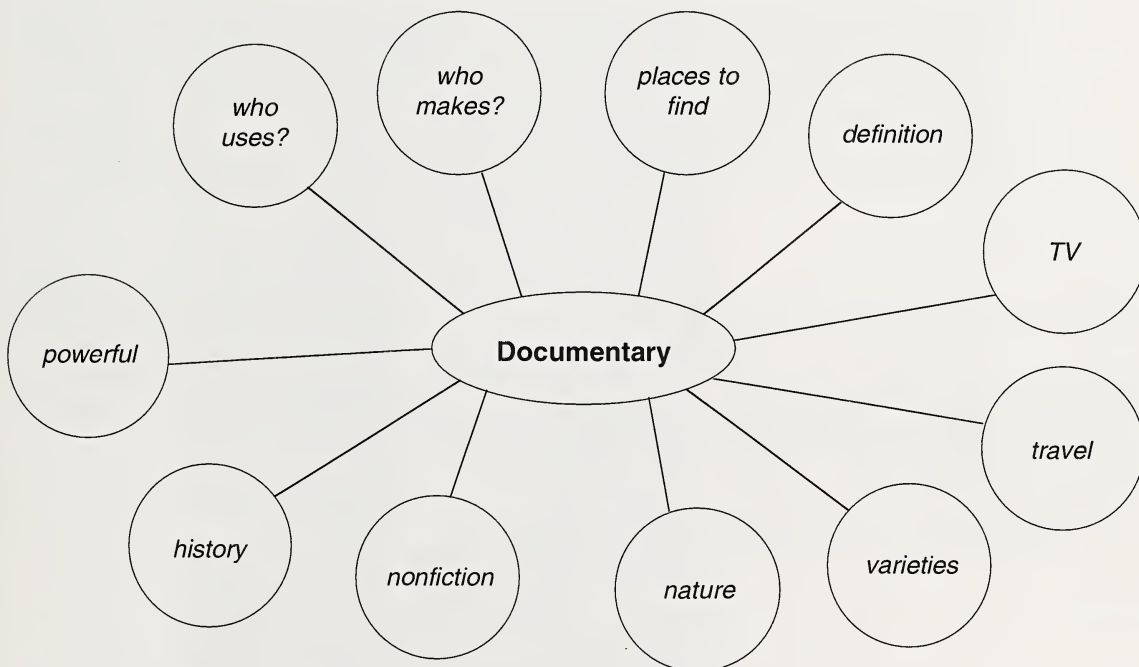 who
uses?
who
makes?
places to
find
definition
TV
powerful
Documentary
travel
history
nonfiction
nature
varieties